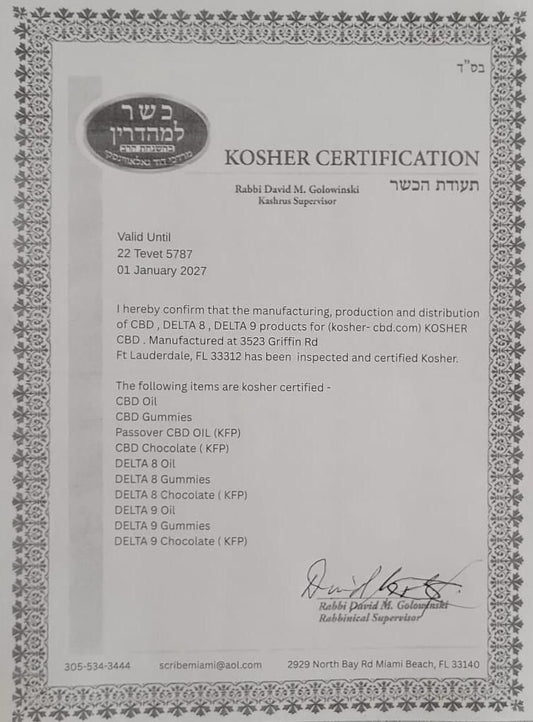 בס"ד
כשר
למהדרין
בהשגחת הרב
מרדכי דוד גאלאווינסקי
KOSHER CERTIFICATION
Rabbi David M. Golowinski
תעודת הכשר
Kashrus Supervisor
Valid Until
22 Tevet 5787
01 January 2027
I hereby confirm that the manufacturing, production and distribution
of CBD , DELTA 8 , DELTA 9 products for (kosher- cbd.com) KOSHER
CBD . Manufactured at 3523 Griffin Rd
Ft Lauderdale, FL 33312 has been inspected and certified Kosher.
The following items are kosher certified -
CBD Oil
CBD Gummies
Passover CBD OIL (KFP)
CBD Chocolate ( KFP)
DELTA 8 Oil
DELTA 8 Gummies
DELTA 8 Chocolate ( KFP)
DELTA 9 Oil
DELTA 9 Gummies
DELTA 9 Chocolate ( KFP)
Rabbi David M. Golowinski
Rabbinical Supervisor
305-534-3444 scribemiami@aol.com 2929 North Bay Rd Miami Beach, FL 33140